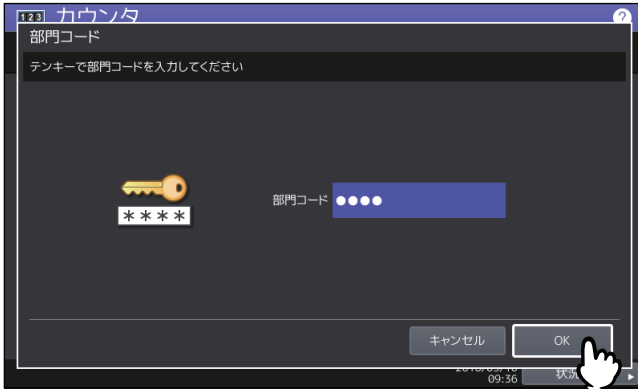 123 カウンタ ?
部門コード
テンキーで部門コードを入力してください
部門コード ●●●●
****
キャンセル OK
09:36 状況